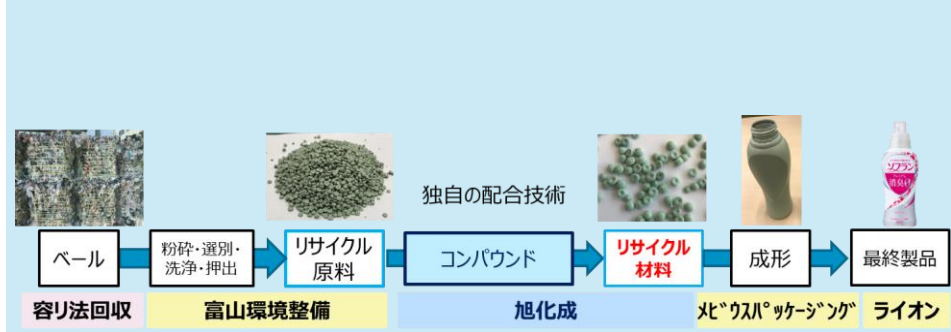 独自の配合技術
ソフラン
消臭
ベール
粉砕・選別・
洗浄・押出
リサイクル
原料
コンパウンド
リサイクル
材料
成形
最終製品
容リ法回収
富山環境整備
旭化成
メビウスパッケージング
ライオン